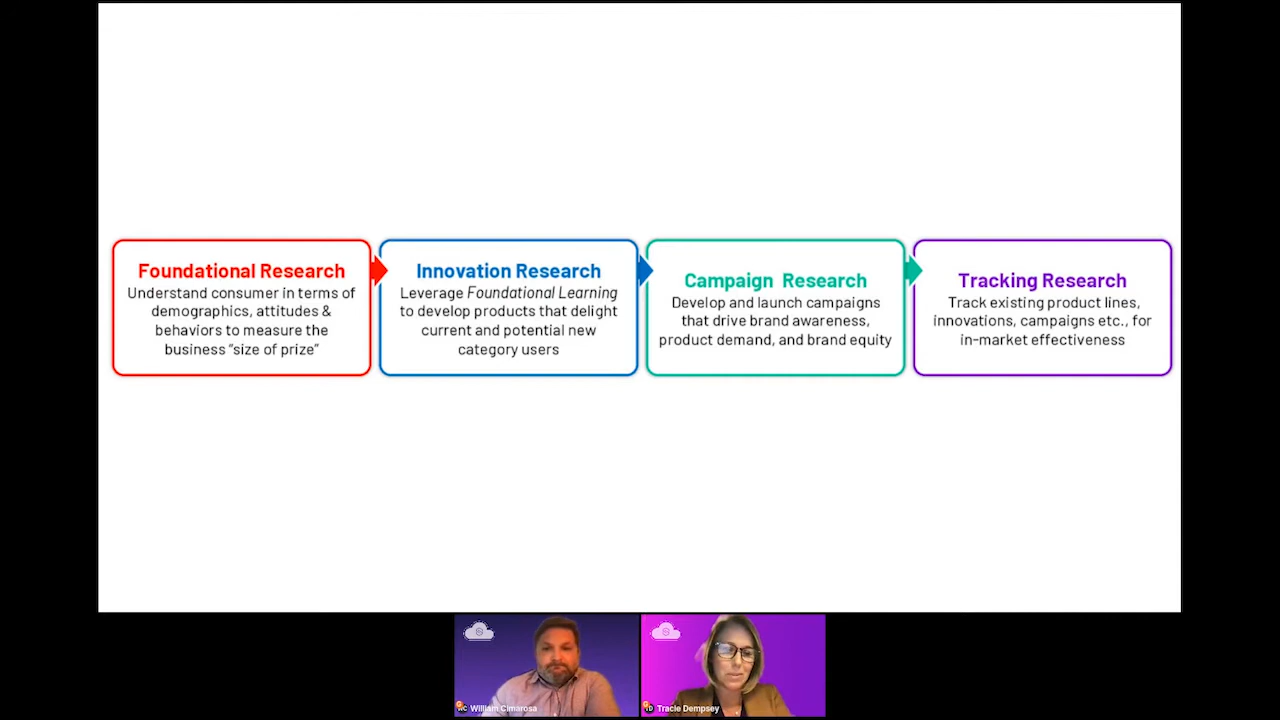 Foundational Research
Understand consumer in terms of
demographics, attitudes &
behaviors to measure the
business “size of prize”
Innovation Research
Leverage Foundational Learning
to develop products that delight
current and potential new
category users
Campaign  Research
Develop and launch campaigns
that drive brand awareness,
product demand, and brand equity
Tracking Research
Track existing product lines,
innovations, campaigns etc., for
in-market effectiveness
William Cimarosa
Tracie Dempsey